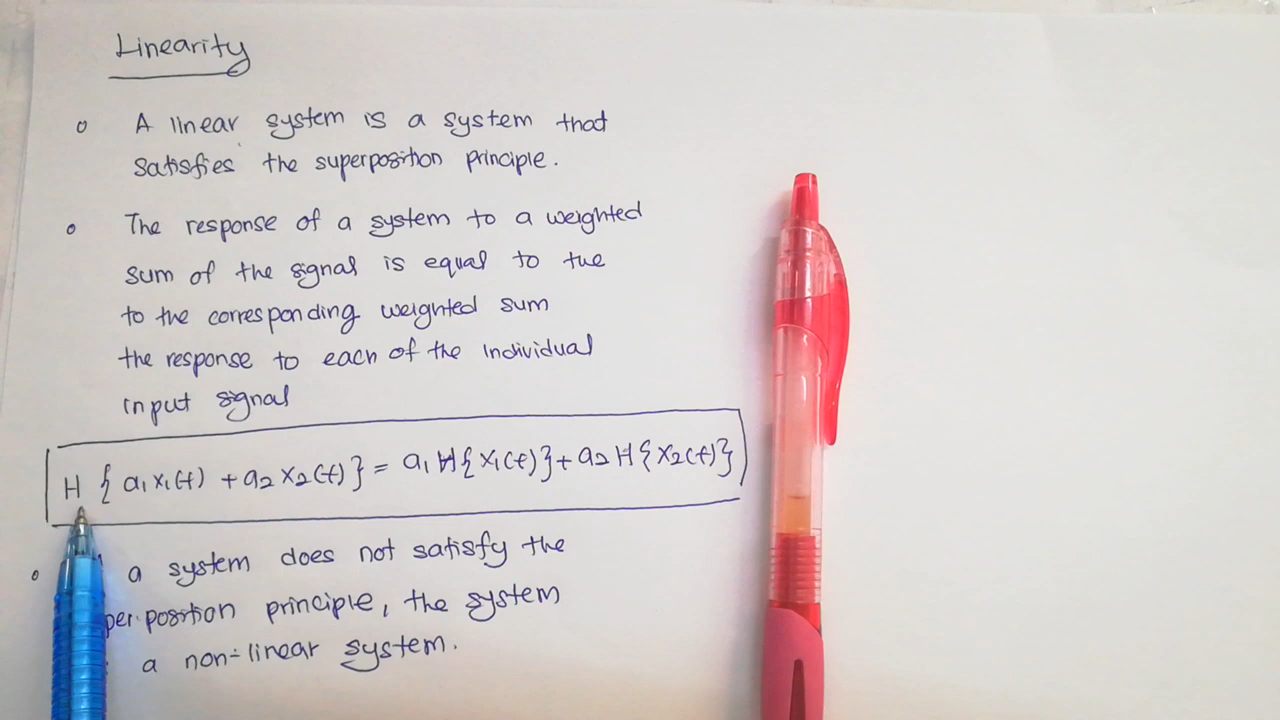 Linearity
o A linear system is a system that
satisfies the superposition principle.
o The response of a system to a weighted
sum of the signal is equal to tue
to the corresponding weighted sum
the response to each of the individual
input signal
H { a1 x1(t) + a2 x2(t) } = a1 H{ x1(t) } + a2 H { x2(t) }
o a system does not satisfy the
per position principle, the system
a non-linear system.